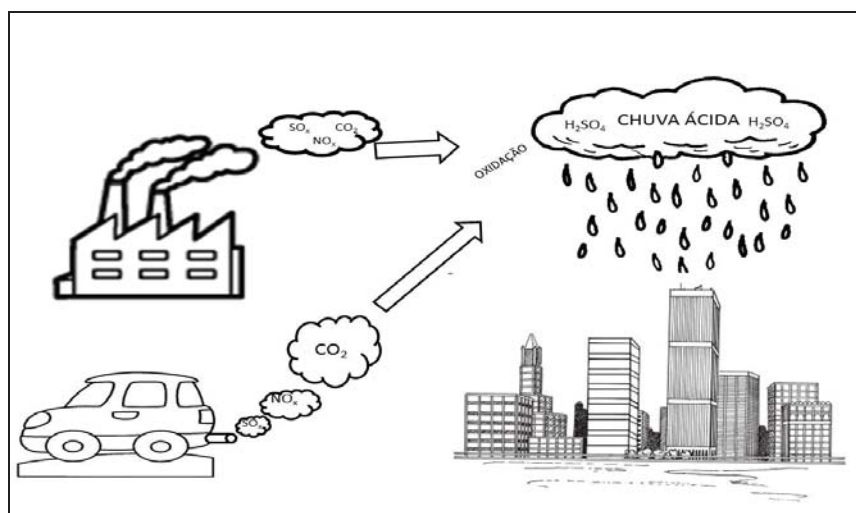 SOₓ CO₂
NOₓ
OXIDAÇÃO
H₂SO₄ CHUVA ÁCIDA H₂SO₄
CO₂
NOₓ
SOₓ